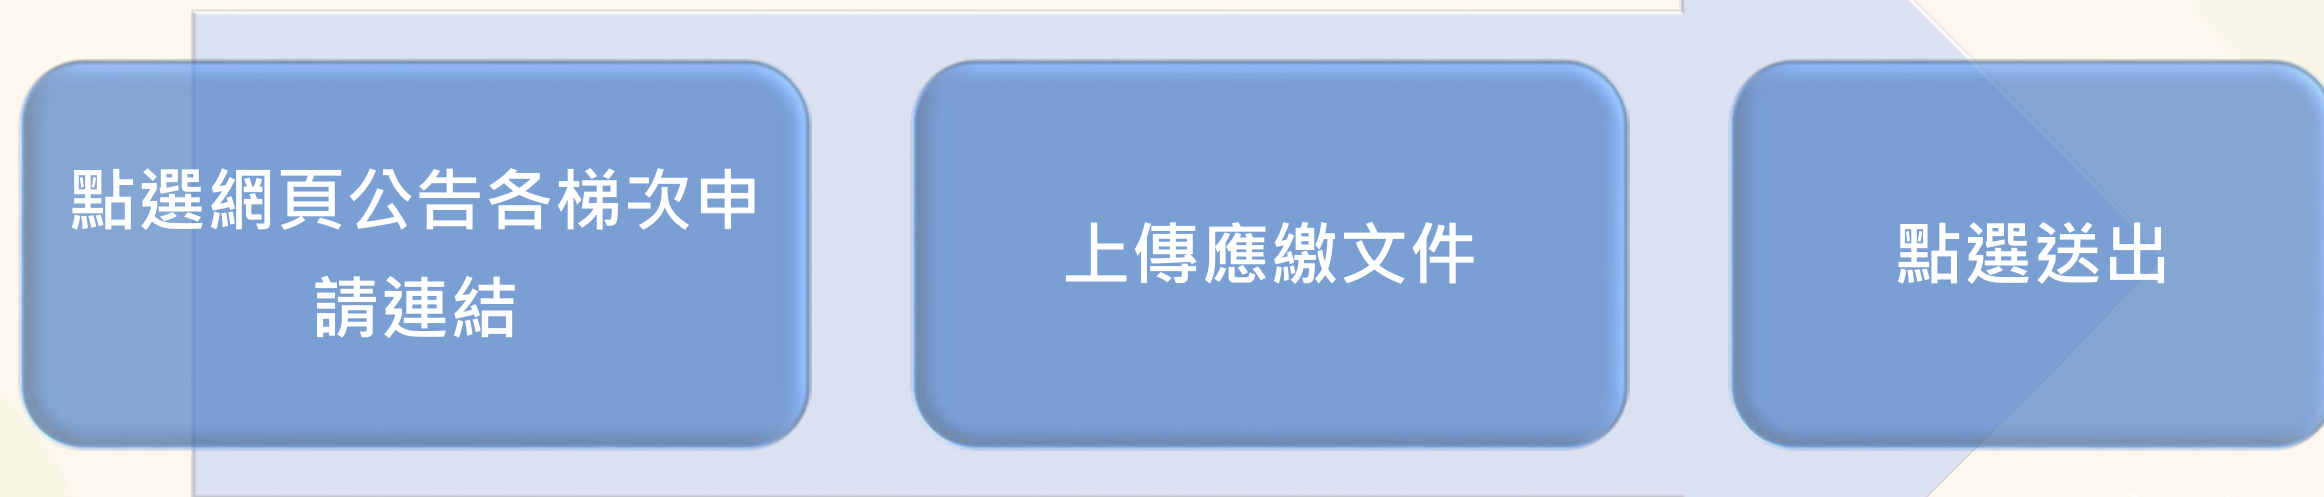 點選網頁公告各梯次申
請連結
上傳應繳文件
點選送出